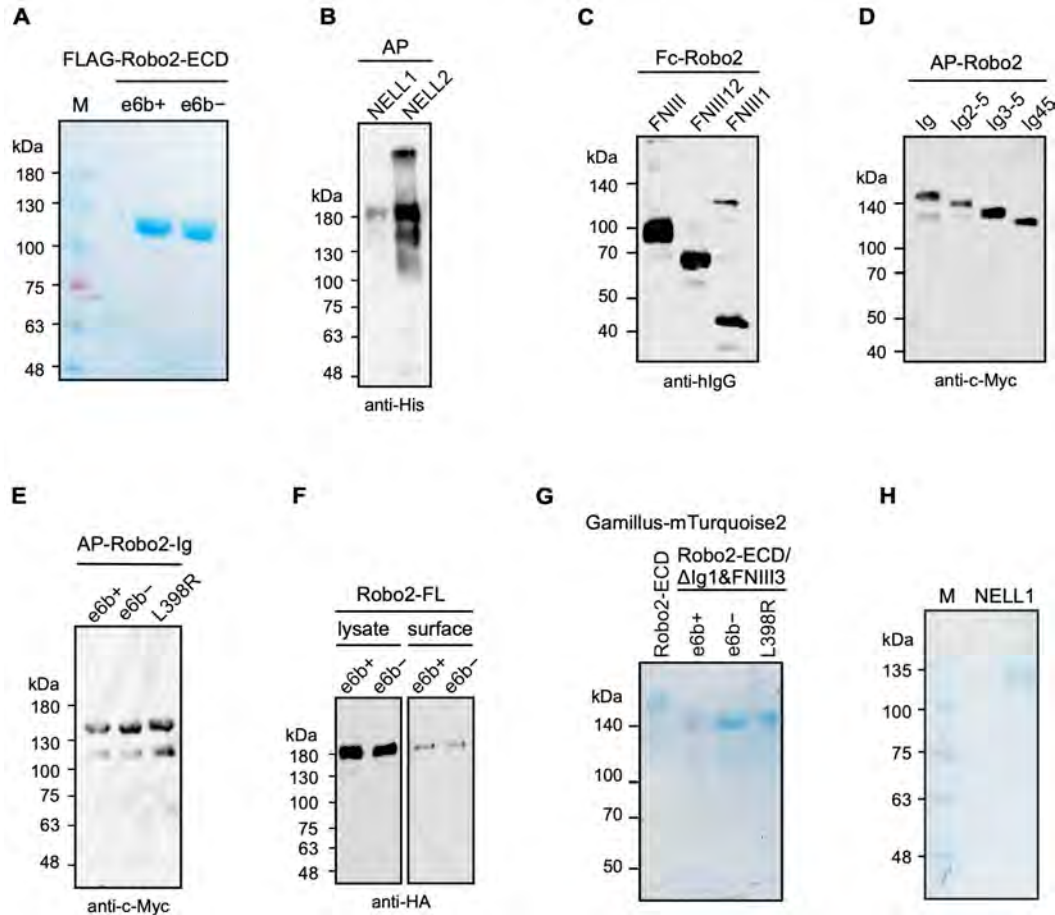 A
FLAG-Robo2-ECD
M e6b+ e6b–
kDa
180
130
100
75
63
48
B
AP
NELL1 NELL2
kDa
180
130
100
75
63
48
anti-His
C
Fc-Robo2
FNIII FNIII12 FNIII1
kDa
140
100
70
50
40
anti-hIgG
D
AP-Robo2
Ig Ig2-5 Ig3-5 Ig45
kDa
140
100
70
50
40
anti-c-Myc
E
AP-Robo2-Ig
e6b+ e6b– L398R
kDa
180
130
100
75
63
48
anti-c-Myc
F
Robo2-FL
lysate surface
e6b+ e6b– e6b+ e6b–
kDa
180
130
100
75
63
48
anti-HA
G
Gamillus-mTurquoise2
Robo2-ECD
Robo2-ECD/
ΔIg1&FNIII3
e6b+ e6b– L398R
kDa
140
100
70
50
H
M NELL1
kDa
135
100
75
63
48